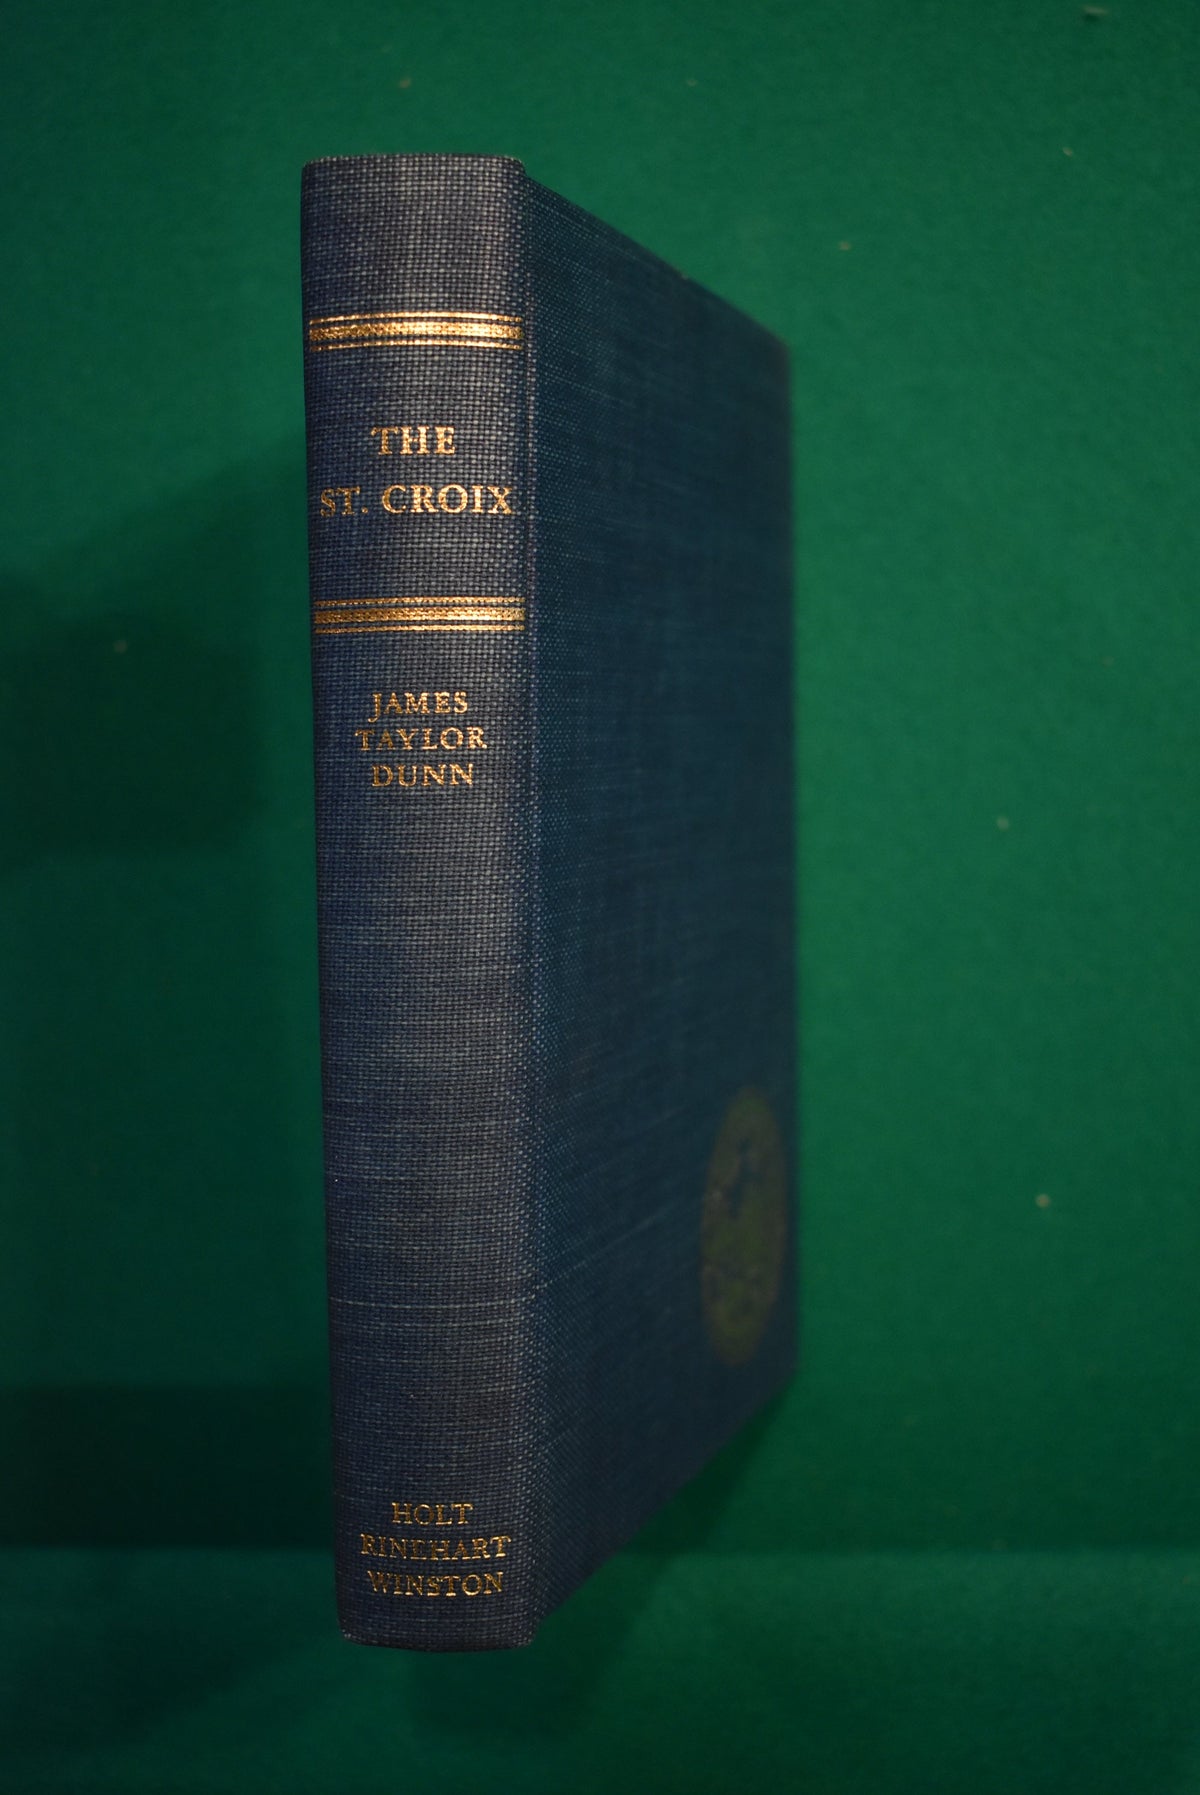 THE
ST. CROIX
JAMES
TAYLOR
DUNN
HOLT
RINEHART
WINSTON